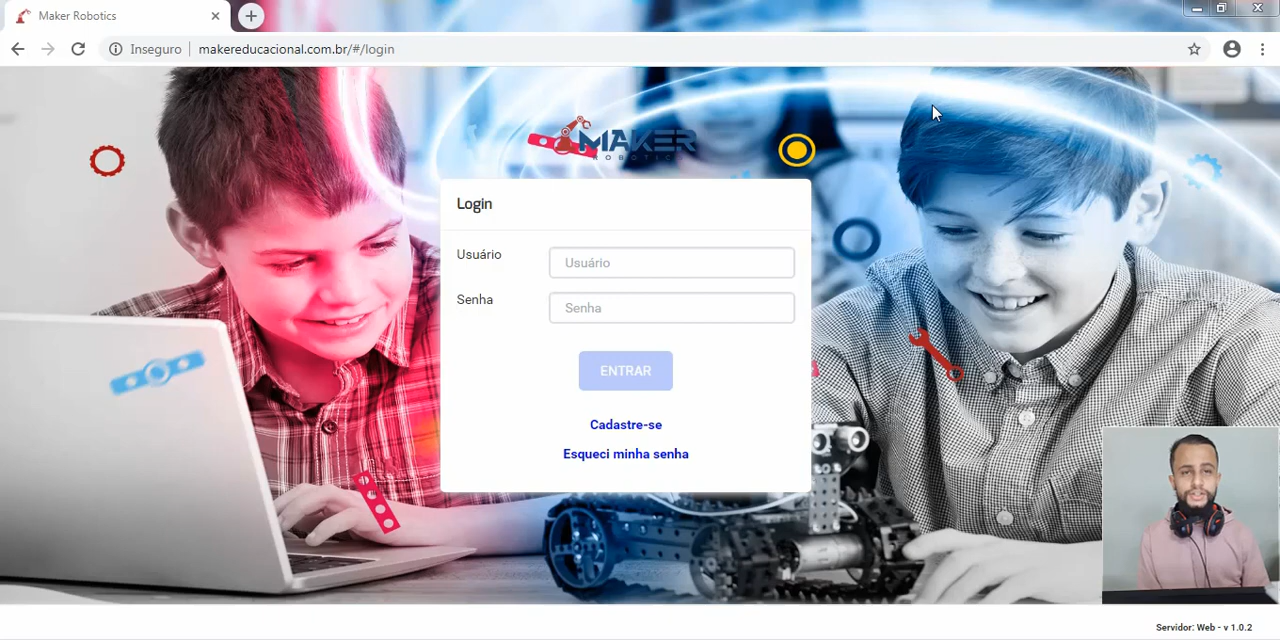 Maker Robotics
Inseguro
makereducacional.com.br/#/login
MAKER
ROBOTICS
Login
Usuário
Usuário
Senha
Senha
ENTRAR
Cadastre-se
Esqueci minha senha
Servidor: Web - v 1.0.2